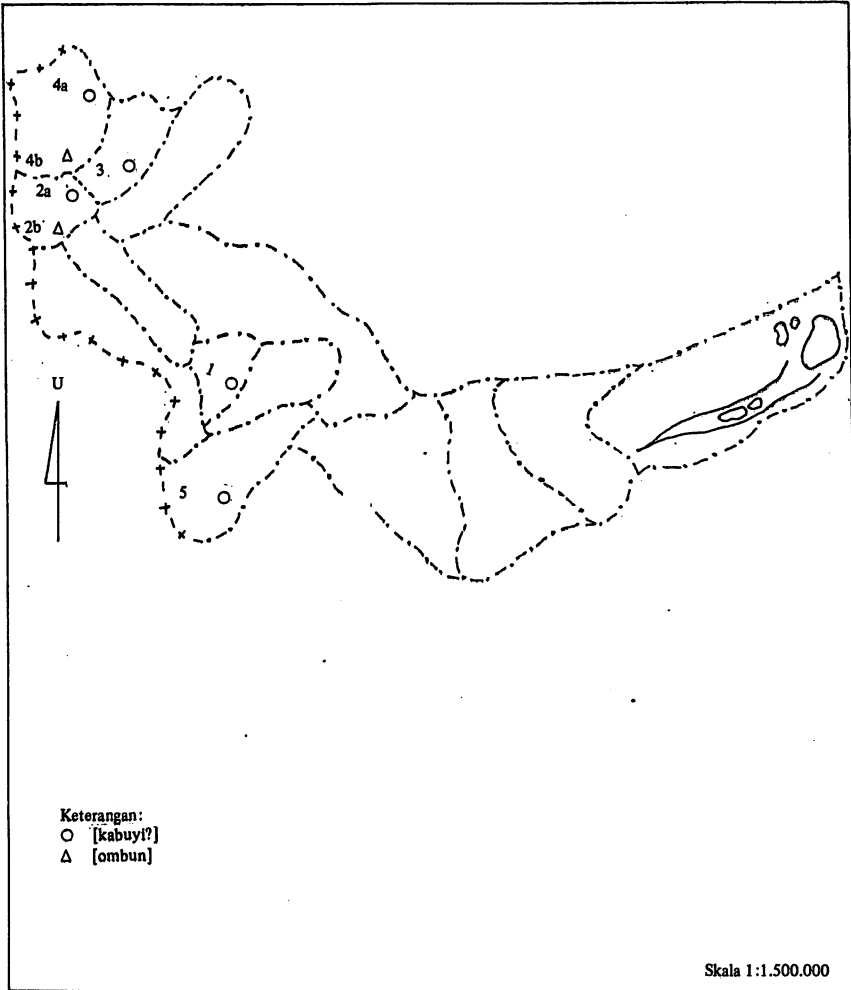 4a
4b
3
2a
2b
1
U
5
Keterangan:
[kabuyi?]
[ombun]
Skala 1:1.500.000